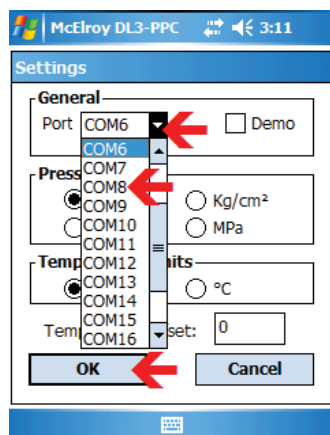 McElroy DL3-PPC 3:11
Settings
General
Port COM6 Demo
COM6
COM7
Press
COM8
COM9 Kg/cm²
COM10 MPa
COM11
Temp COM12 its
COM13 °C
COM14
COM15
Tem set: 0
COM16
OK Cancel